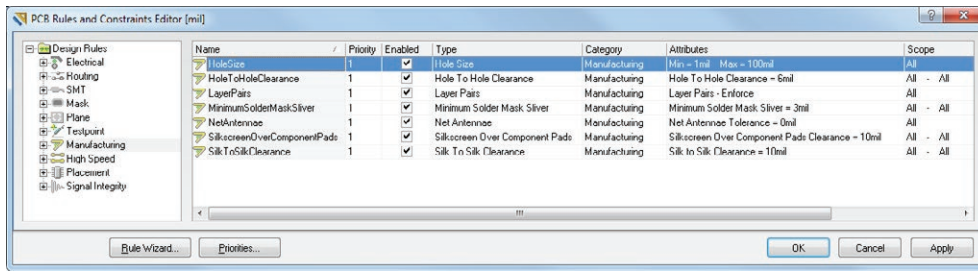 PCB Rules and Constraints Editor [mil]
Design Rules
Electrical
Routing
SMT
Mask
Plane
Testpoint
Manufacturing
High Speed
Placement
Signal Integrity
Name Priority Enabled Type Category Attributes Scope
HoleSize 1 Hole Size Manufacturing Min = 1mil Max = 100mil All
HoleToHoleClearance 1 Hole To Hole Clearance Manufacturing Hole To Hole Clearance = 6mil All - All
LayerPairs 1 Layer Pairs Manufacturing Layer Pairs - Enforce All
MinimumSolderMaskSliver 1 Minimum Solder Mask Sliver Manufacturing Minimum Solder Mask Sliver = 3mil All - All
NetAntennae 1 Net Antennae Manufacturing Net Antennae Tolerance = 0mil All
SilkscreenOverComponentPads 1 Silkscreen Over Component Pads Manufacturing Silkscreen Over Component Pads Clearance = 10mil All - All
SilkToSilkClearance 1 Silk To Silk Clearance Manufacturing Silk to Silk Clearance = 10mil All - All
Rule Wizard... Priorities... OK Cancel Apply